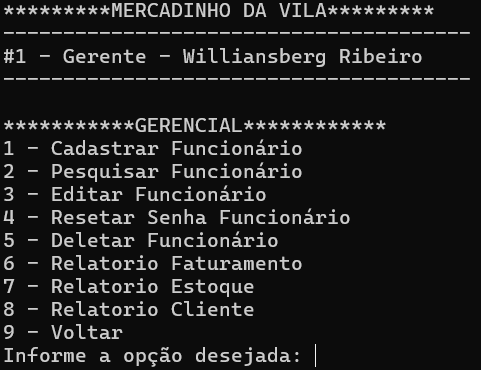 *********MERCADINHO DA VILA*********
---------------------------------------
#1 - Gerente - Williansberg Ribeiro
---------------------------------------
***********GERENCIAL************
1 - Cadastrar Funcionário
2 - Pesquisar Funcionário
3 - Editar Funcionário
4 - Resetar Senha Funcionário
5 - Deletar Funcionário
6 - Relatorio Faturamento
7 - Relatorio Estoque
8 - Relatorio Cliente
9 - Voltar
Informe a opção desejada: